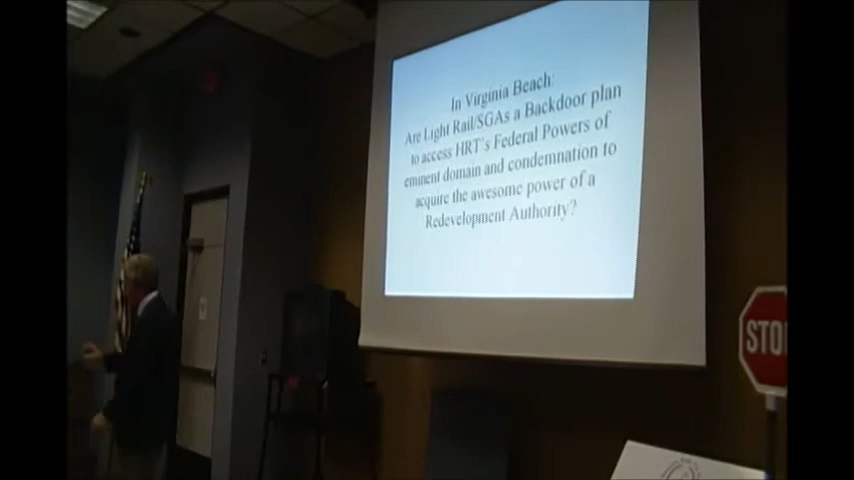 In Virginia Beach:
Are Light Rail/SGAs a Backdoor plan
to access HRT's Federal Powers of
eminent domain and condemnation to
acquire the awesome power of a
Redevelopment Authority?
STOP